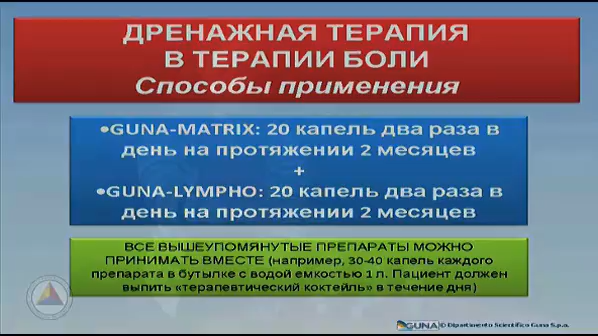 ДРЕНАЖНАЯ ТЕРАПИЯ
В ТЕРАПИИ БОЛИ
Способы применения
•GUNA-MATRIX: 20 капель два раза в
день на протяжении 2 месяцев
+
•GUNA-LYMPHO: 20 капель два раза в
день на протяжении 2 месяцев
ВСЕ ВЫШЕУПОМЯНУТЫЕ ПРЕПАРАТЫ МОЖНО
ПРИНИМАТЬ ВМЕСТЕ (например, 30-40 капель каждого
препарата в бутылке с водой емкостью 1 л. Пациент должен
выпить «терапевтический коктейль» в течение дня)
GUNA © Dipartimento Scientifico Guna S.p.a.